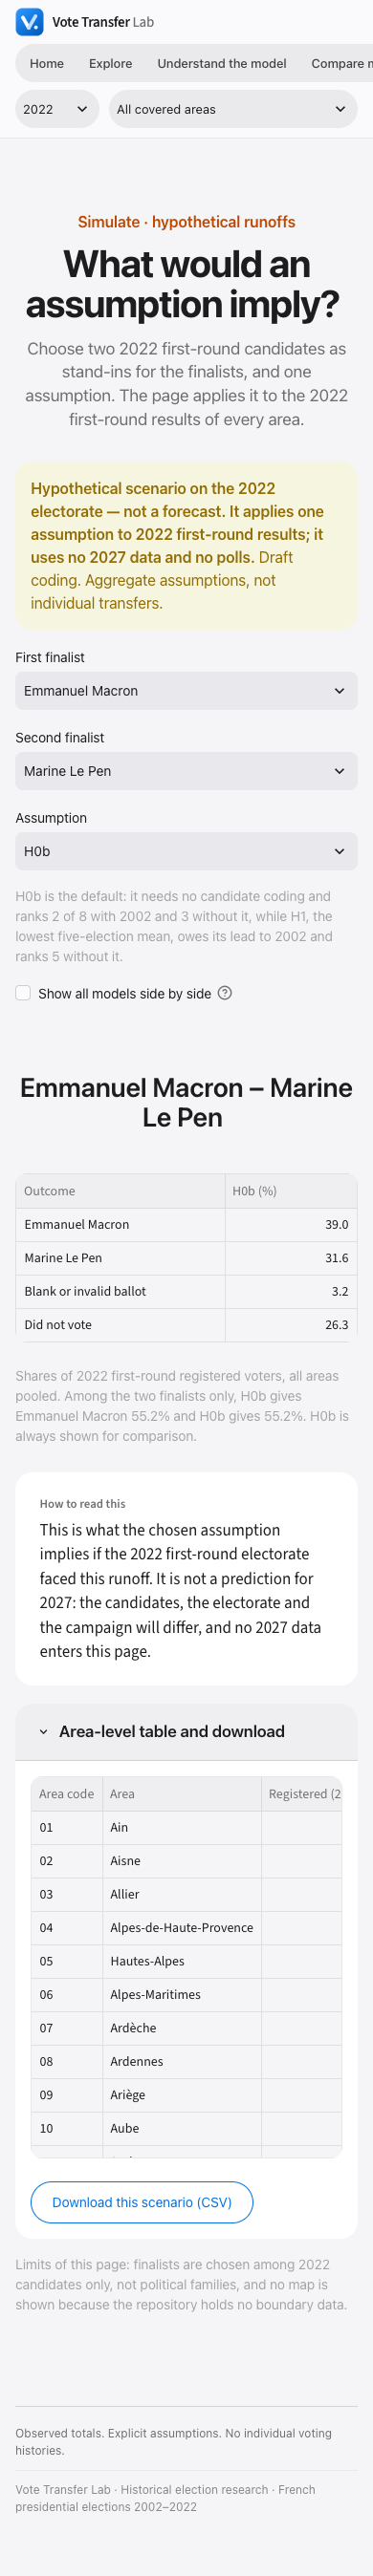 Vote Transfer Lab
Home Explore Understand the model Compare m
2022 All covered areas
Simulate · hypothetical runoffs
What would an
assumption imply?
Choose two 2022 first-round candidates as
stand-ins for the finalists, and one
assumption. The page applies it to the 2022
first-round results of every area.
Hypothetical scenario on the 2022
electorate — not a forecast. It applies one
assumption to 2022 first-round results; it
uses no 2027 data and no polls. Draft
coding. Aggregate assumptions, not
individual transfers.
First finalist
Emmanuel Macron
Second finalist
Marine Le Pen
Assumption
H0b
H0b is the default: it needs no candidate coding and
ranks 2 of 8 with 2002 and 3 without it, while H1, the
lowest five-election mean, owes its lead to 2002 and
ranks 5 without it.
Show all models side by side
Emmanuel Macron – Marine
Le Pen
Outcome H0b (%)
Emmanuel Macron 39.0
Marine Le Pen 31.6
Blank or invalid ballot 3.2
Did not vote 26.3
Shares of 2022 first-round registered voters, all areas
pooled. Among the two finalists only, H0b gives
Emmanuel Macron 55.2% and H0b gives 55.2%. H0b is
always shown for comparison.
How to read this
This is what the chosen assumption
implies if the 2022 first-round electorate
faced this runoff. It is not a prediction for
2027: the candidates, the electorate and
the campaign will differ, and no 2027 data
enters this page.
Area-level table and download
Area code Area Registered (2
01 Ain
02 Aisne
03 Allier
04 Alpes-de-Haute-Provence
05 Hautes-Alpes
06 Alpes-Maritimes
07 Ardèche
08 Ardennes
09 Ariège
10 Aube
Download this scenario (CSV)
Limits of this page: finalists are chosen among 2022
candidates only, not political families, and no map is
shown because the repository holds no boundary data.
Observed totals. Explicit assumptions. No individual voting
histories.
Vote Transfer Lab · Historical election research · French
presidential elections 2002–2022